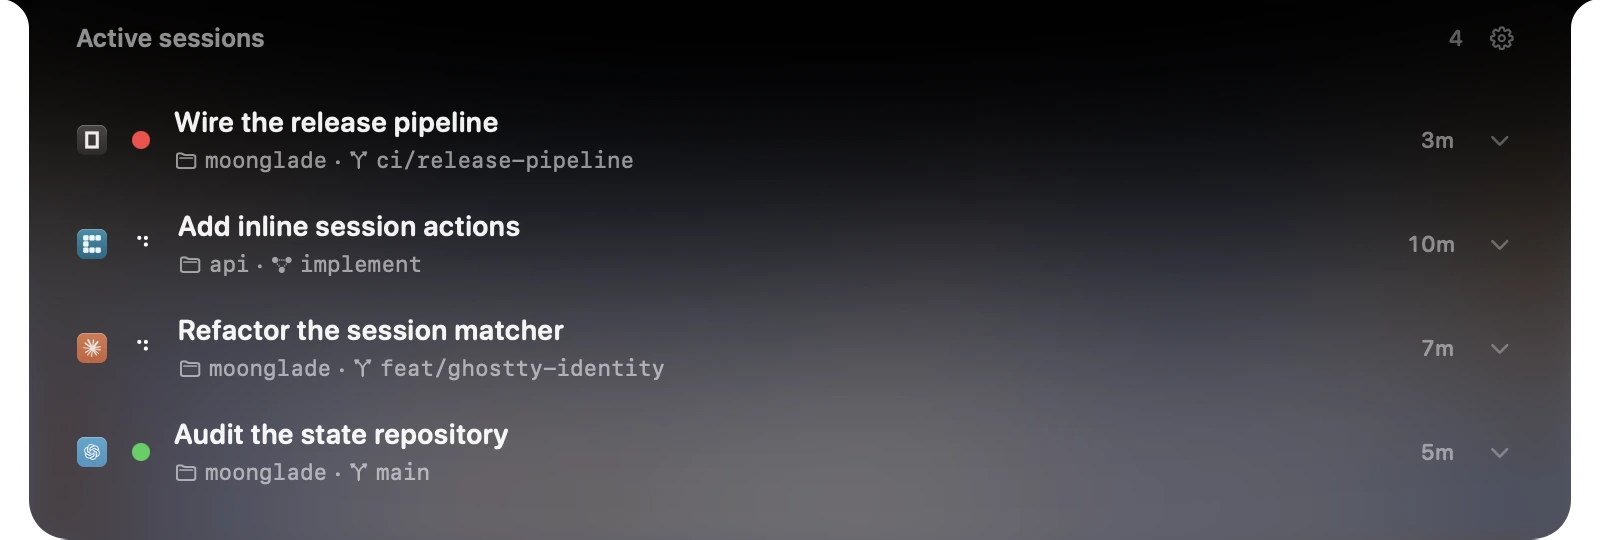 Active sessions 4
Wire the release pipeline
moonglade · ci/release-pipeline 3m
Add inline session actions
api · implement 10m
Refactor the session matcher
moonglade · feat/ghostty-identity 7m
Audit the state repository
moonglade · main 5m